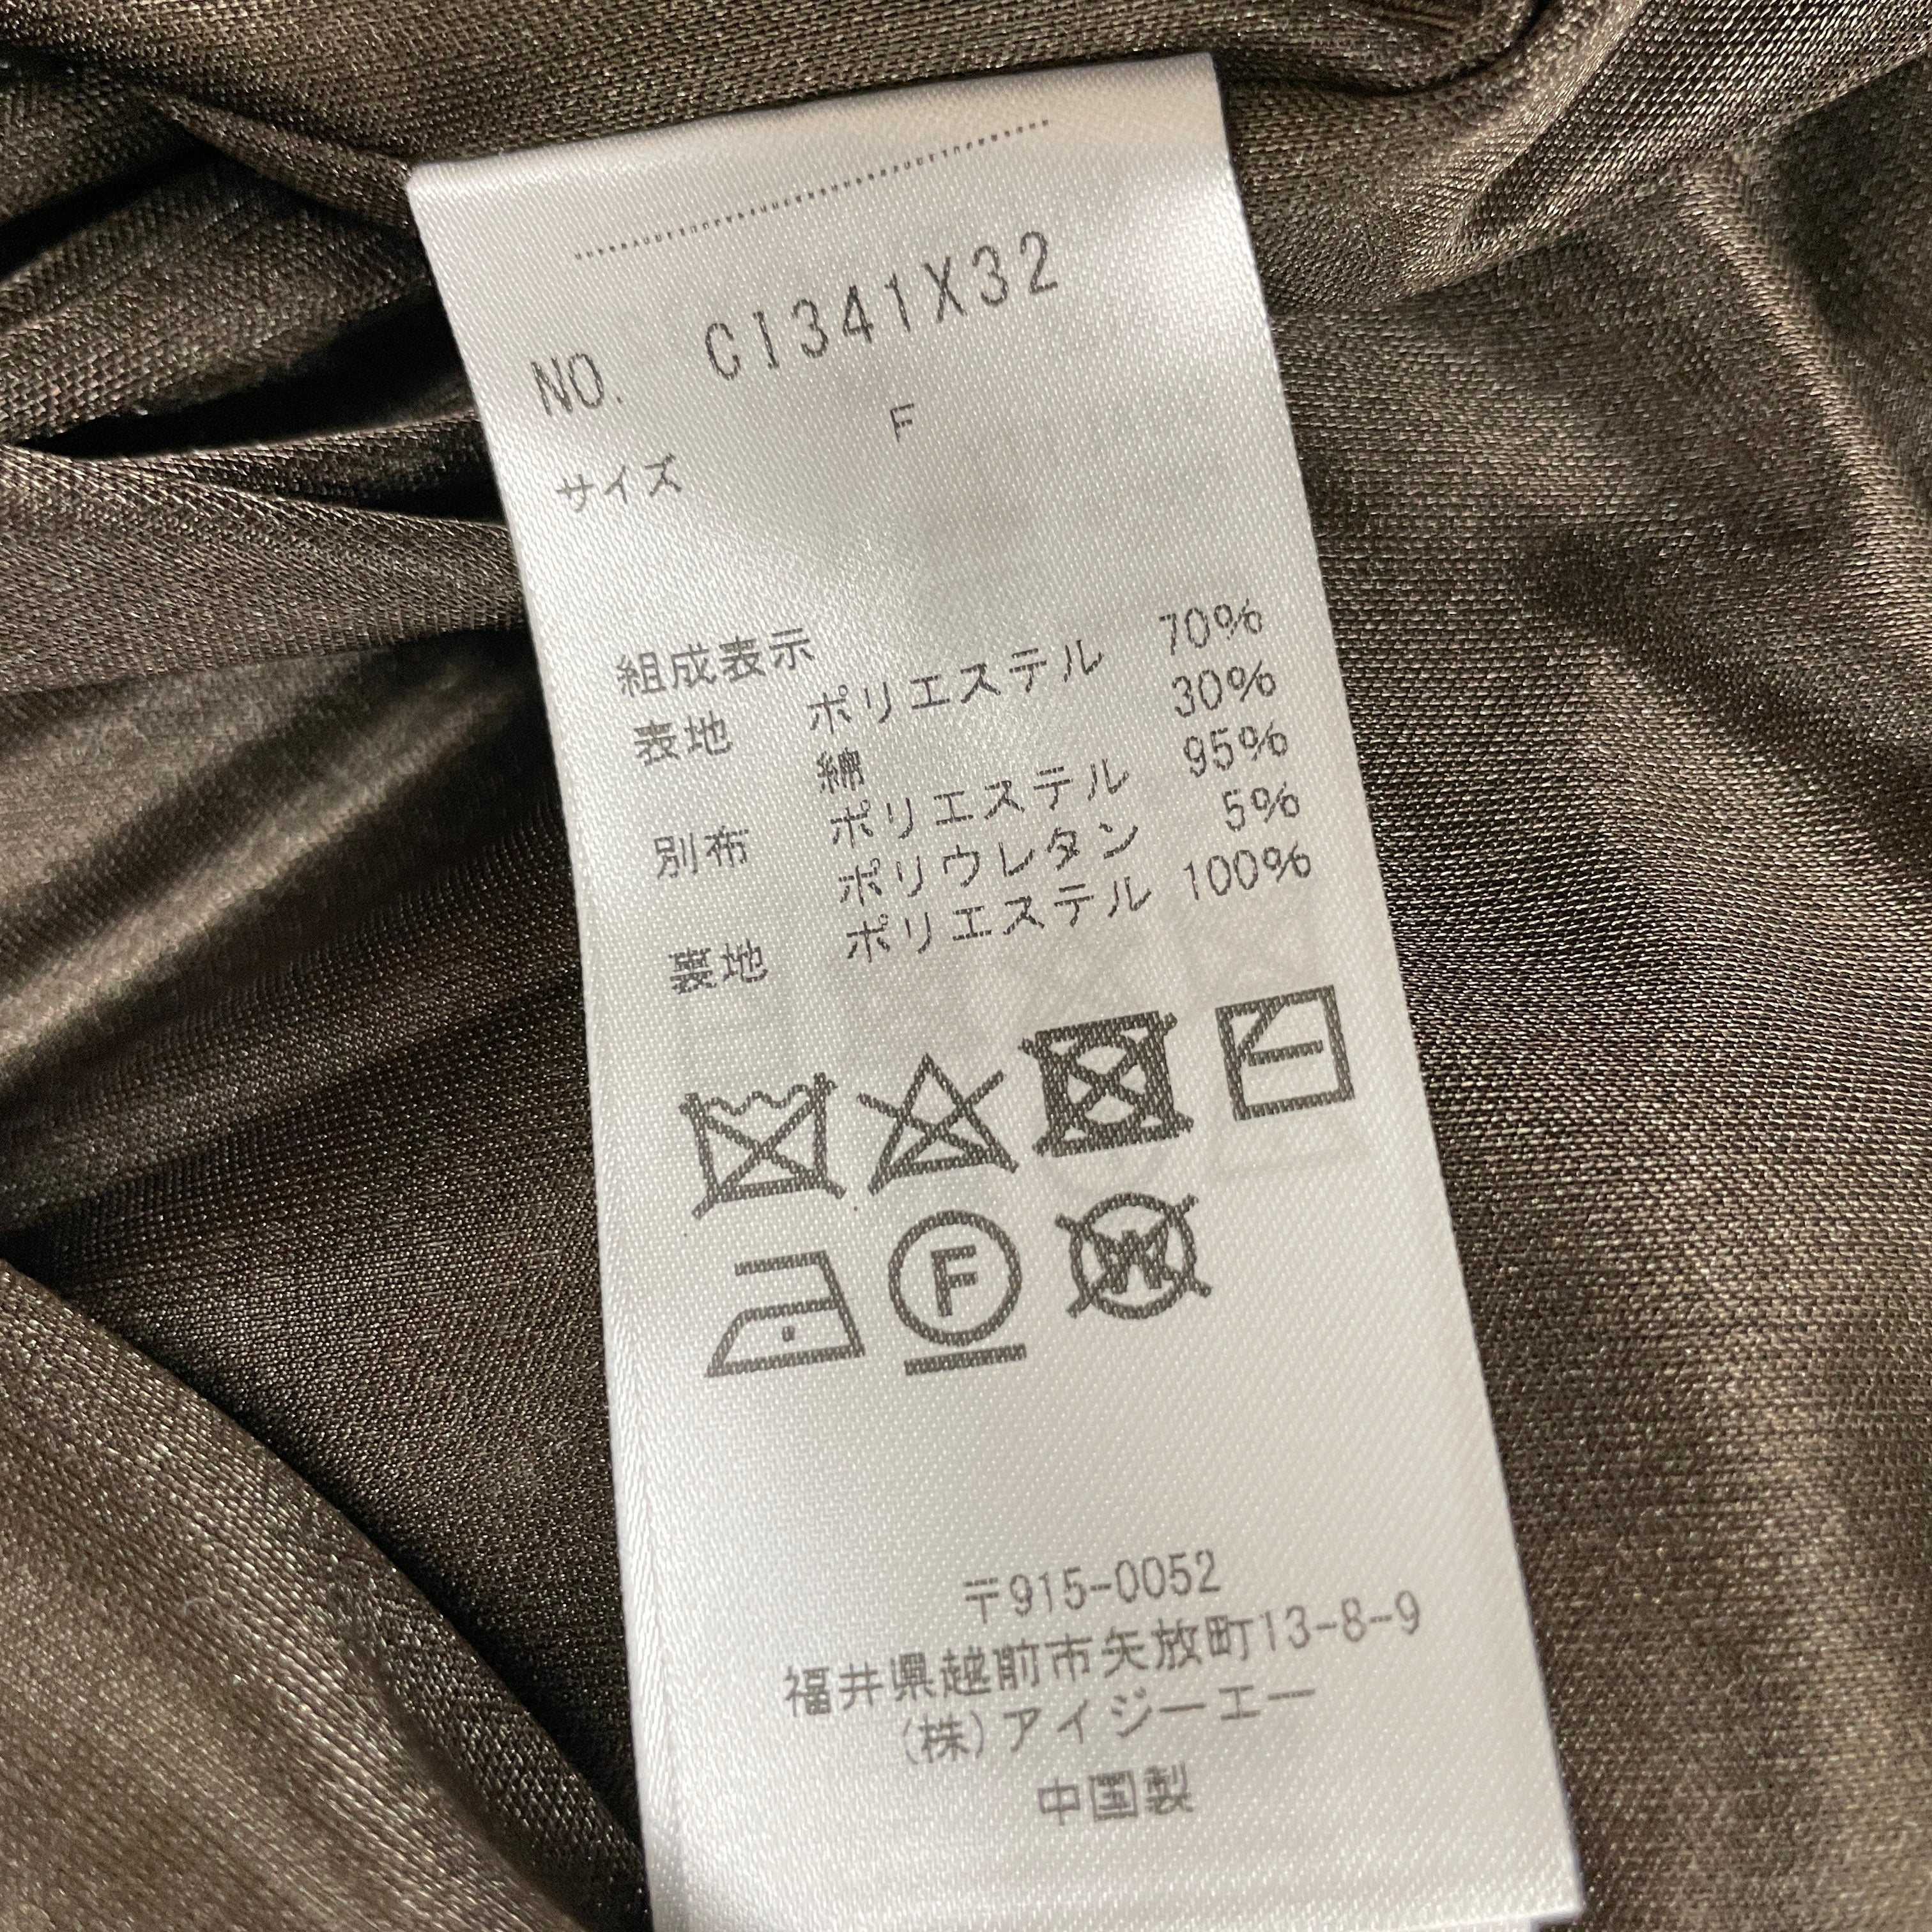 NO. CI341X32
サイズ F
組成表示
表地 ポリエステル 70%
綿 30%
別布 ポリエステル 95%
ポリウレタン 5%
裏地 ポリエステル 100%
F
W
〒915-0052
福井県越前市矢放町13-8-9
(株)アイジーエー
中国製